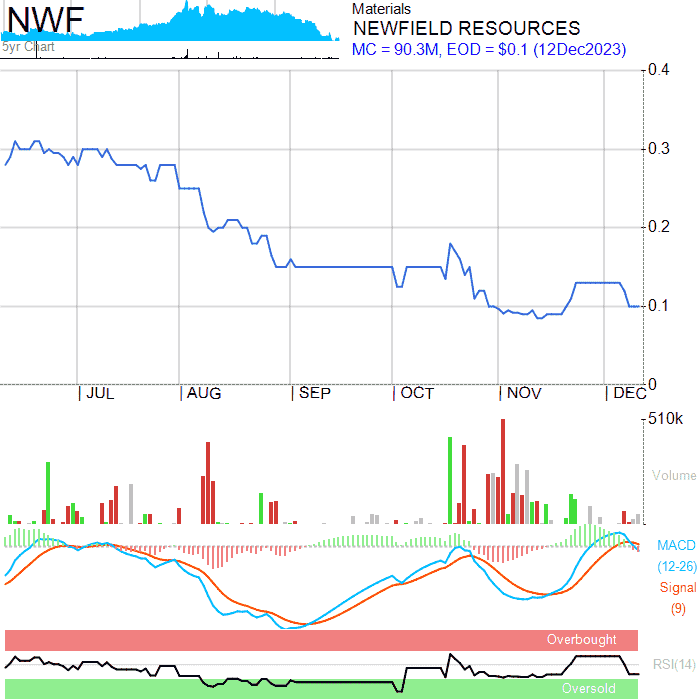 NWF
5yr Chart
Materials
NEWFIELD RESOURCES
MC = 90.3M, EOD = $0.1 (12Dec2023)
0.4
0.3
0.2
0.1
0
| JUL | AUG | SEP | OCT | NOV | DEC
510k
Volume
MACD
(12-26)
Signal
(9)
Overbought
RSI(14)
Oversold